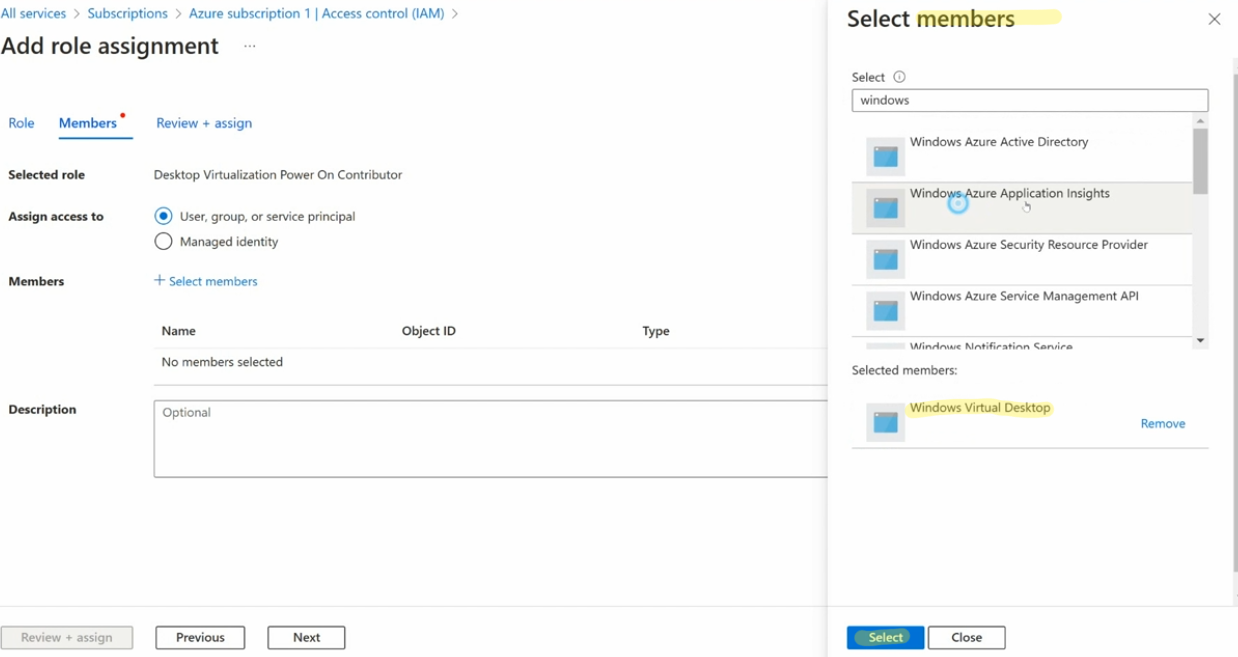 All services > Subscriptions > Azure subscription 1 | Access control (IAM) >
Add role assignment ...
Role Members Review + assign
Selected role Desktop Virtualization Power On Contributor
Assign access to User, group, or service principal
Managed identity
Members + Select members
Name Object ID Type
No members selected
Description Optional
Review + assign Previous Next
Select members
Select
windows
Windows Azure Active Directory
Windows Azure Application Insights
Windows Azure Security Resource Provider
Windows Azure Service Management API
Windows Notification Service
Selected members:
Windows Virtual Desktop
Remove
Select Close